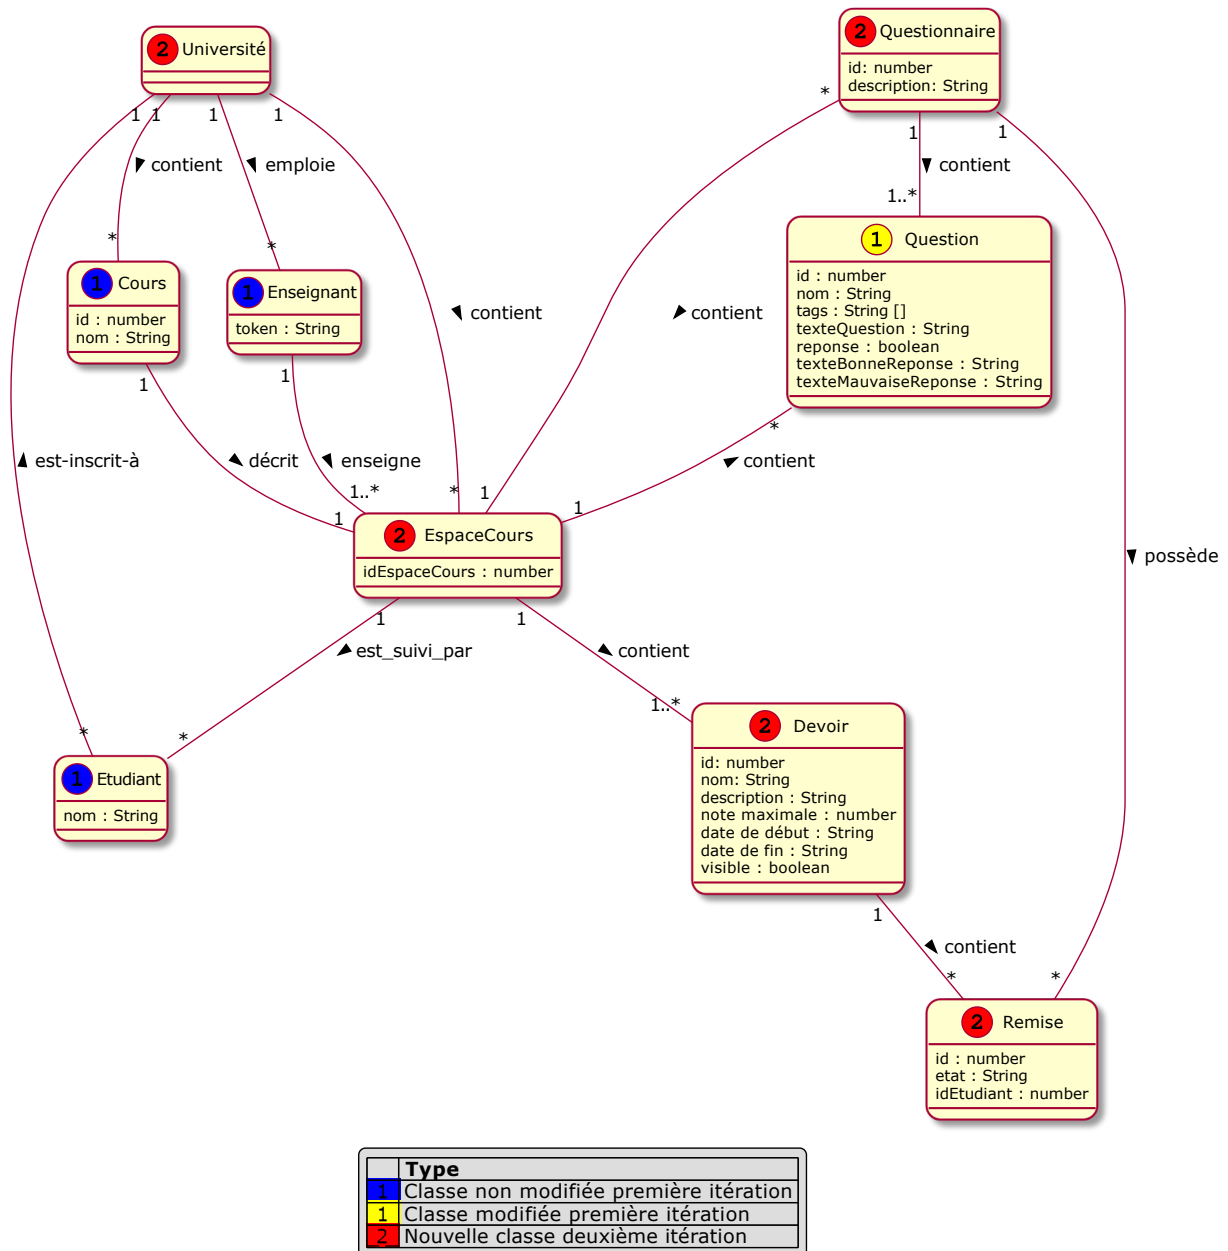 2 Université
2 Questionnaire
id: number
description: String
1 1 1 1
*
1 1
contient
emploie
contient
1..*
* *
1 Cours
id : number
nom : String
1 Enseignant
token : String
1 Question
id : number
nom : String
tags : String []
texteQuestion : String
reponse : boolean
texteBonneReponse : String
texteMauvaiseReponse : String
contient
contient
1 1
*
est-inscrit-à
décrit
enseigne
contient
possède
1..* * 1
1 1
2 EspaceCours
idEspaceCours : number
1 1
est_suivi_par
contient
* *
1..*
1 Etudiant
nom : String
2 Devoir
id: number
nom: String
description : String
note maximale : number
date de début : String
date de fin : String
visible : boolean
1
contient
* *
2 Remise
id : number
etat : String
idEtudiant : number
Type
1 Classe non modifiée première itération
1 Classe modifiée première itération
2 Nouvelle classe deuxième itération